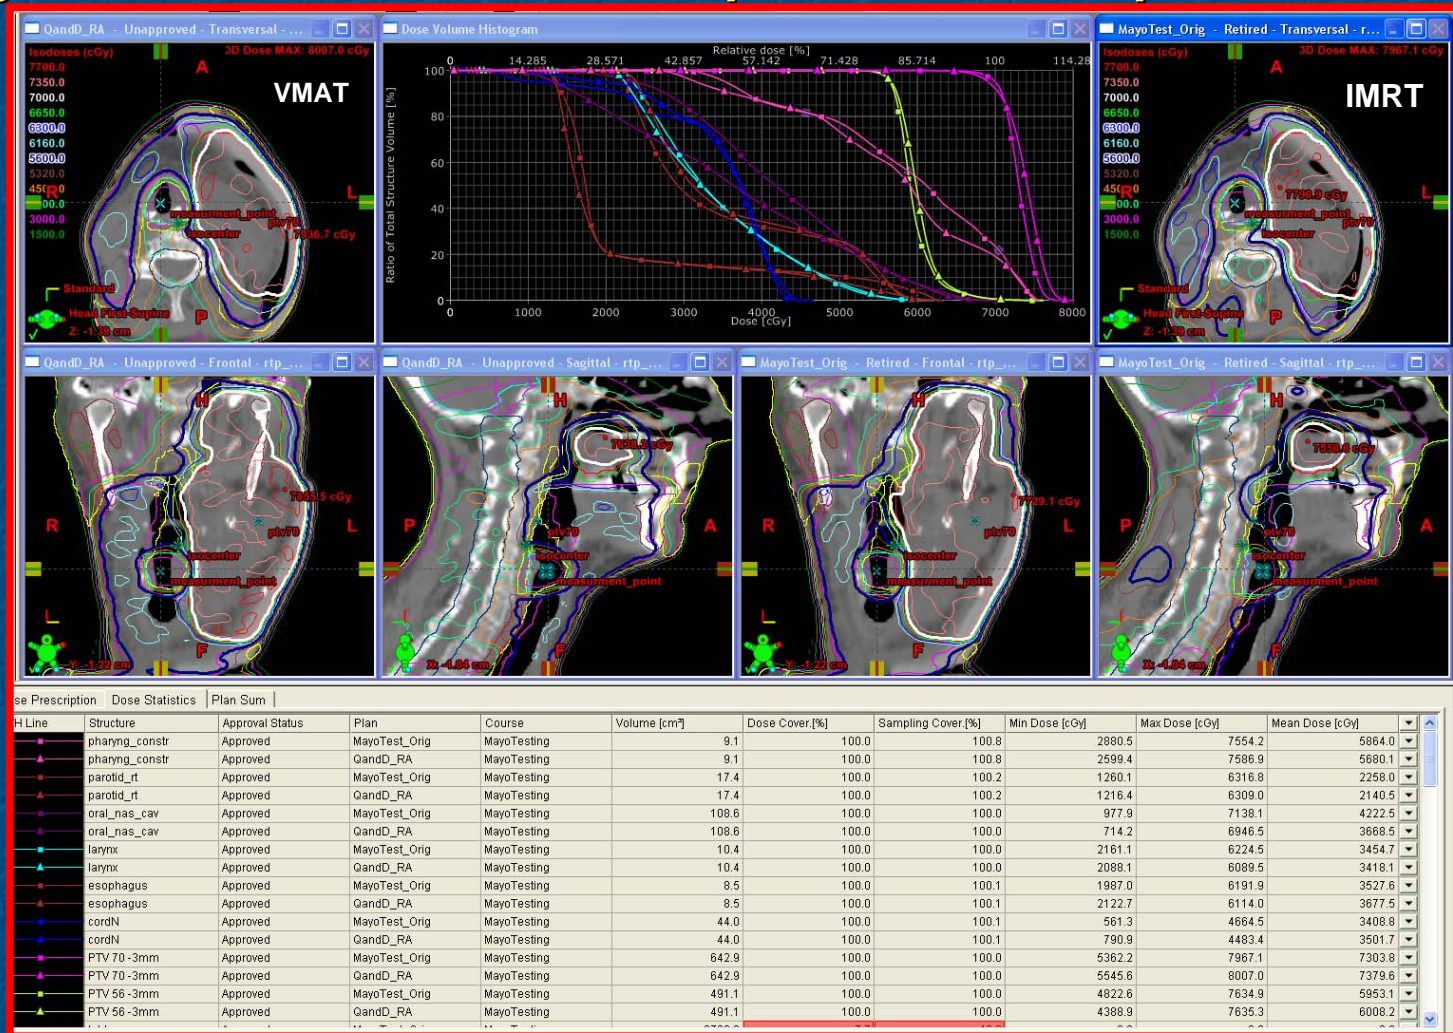 QandD_RA - Unapproved - Transversal -
Isodoses (cGy)
3D Dose MAX: 8007.0 cGy
7700.0
7350.0
7000.0
6650.0
6300.0
6160.0
5600.0
5320.0
3000.0
1500.0
A
VMAT
R
L
measurment_point
ptv70
7936.7 cGy
isocenter
Standard
Head First-Supine
Z: -1.39 cm
P
Dose Volume Histogram
Relative dose [%]
14.285 28.571 42.857 57.142 71.428 85.714 100 114.28
Ratio of Total Structure Volume [%]
100
80
60
40
20
0
0 1000 2000 3000 4000 5000 6000 7000 8000
Dose [cGy]
MayoTest_Orig - Retired - Transversal - r...
Isodoses (cGy)
3D Dose MAX: 7967.1 cGy
7700.0
7350.0
7000.0
6650.0
6300.0
6160.0
5600.0
5320.0
3000.0
1500.0
A
IMRT
R
L
7790.9 cGy
measurment_point
ptv70
isocenter
Standard
Head First-Supine
Z: -1.39 cm
P
QandD_RA - Unapproved - Frontal - rtp_...
H
7655.5 cGy
R
L
ptv70
isocenter
measurment_point
F
Y: -1.22 cm
QandD_RA - Unapproved - Sagittal - rtp_...
H
P
A
ptv70
isocenter
measurment_point
F
X: -1.04 cm
MayoTest_Orig - Retired - Frontal - rtp_...
H
7729.1 cGy
R
L
ptv70
isocenter
measurment_point
F
Y: -1.22 cm
MayoTest_Orig - Retired - Sagittal - rtp_...
H
7550.6 cGy
P
A
ptv70
isocenter
measurment_point
F
X: -1.04 cm
se Prescription Dose Statistics Plan Sum
H Line Structure Approval Status Plan Course Volume [cm³] Dose Cover.[%] Sampling Cover.[%] Min Dose [cGy] Max Dose [cGy] Mean Dose [cGy]
pharyng_constr Approved MayoTest_Orig MayoTesting 9.1 100.0 100.8 2880.5 7554.2 5864.0
pharyng_constr Approved QandD_RA MayoTesting 9.1 100.0 100.8 2599.4 7586.9 5680.1
parotid_rt Approved MayoTest_Orig MayoTesting 17.4 100.0 100.2 1260.1 6316.8 2258.0
parotid_rt Approved QandD_RA MayoTesting 17.4 100.0 100.2 1216.4 6309.0 2140.5
oral_nas_cav Approved MayoTest_Orig MayoTesting 108.6 100.0 100.0 977.9 7138.1 4222.5
oral_nas_cav Approved QandD_RA MayoTesting 108.6 100.0 100.0 714.2 6946.5 3668.5
larynx Approved MayoTest_Orig MayoTesting 10.4 100.0 100.0 2161.1 6224.5 3454.7
larynx Approved QandD_RA MayoTesting 10.4 100.0 100.0 2088.1 6089.5 3418.1
esophagus Approved MayoTest_Orig MayoTesting 8.5 100.0 100.1 1987.0 6191.9 3527.6
esophagus Approved QandD_RA MayoTesting 8.5 100.0 100.1 2122.7 6114.0 3677.5
cordN Approved MayoTest_Orig MayoTesting 44.0 100.0 100.1 561.3 4664.5 3408.8
cordN Approved QandD_RA MayoTesting 44.0 100.0 100.1 790.9 4483.4 3501.7
PTV 70 -3mm Approved MayoTest_Orig MayoTesting 642.9 100.0 100.0 5362.2 7967.1 7303.8
PTV 70 -3mm Approved QandD_RA MayoTesting 642.9 100.0 100.0 5545.6 8007.0 7379.6
PTV 56 -3mm Approved MayoTest_Orig MayoTesting 491.1 100.0 100.0 4822.6 7634.9 5953.1
PTV 56 -3mm Approved QandD_RA MayoTesting 491.1 100.0 100.0 4388.9 7635.3 6008.2